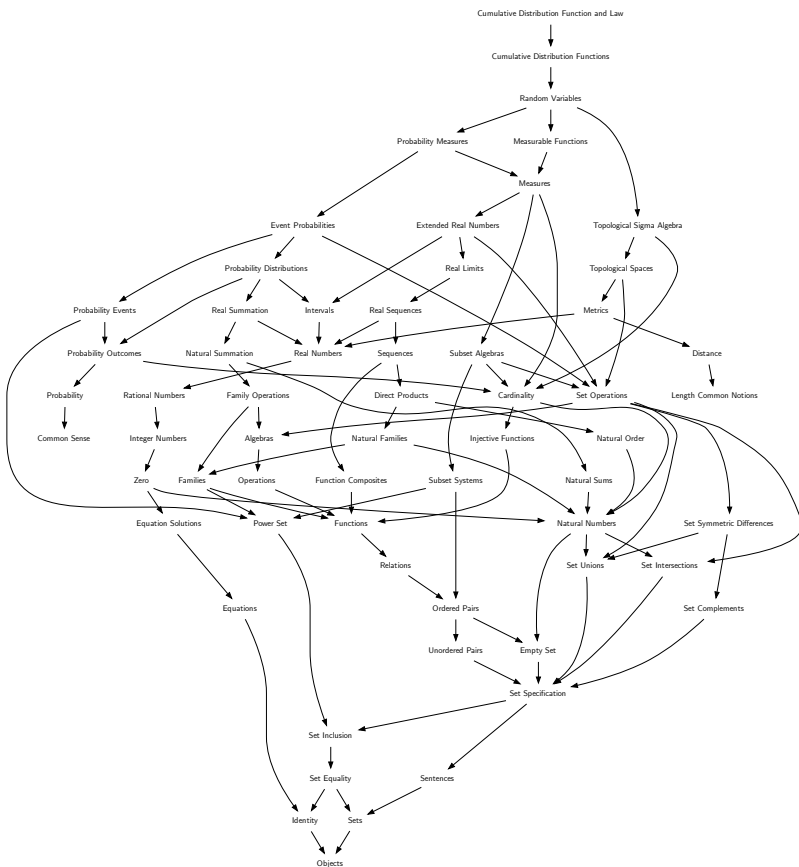 Cumulative Distribution Function and Law
Cumulative Distribution Functions
Random Variables
Probability Measures
Measurable Functions
Measures
Event Probabilities
Extended Real Numbers
Topological Sigma Algebra
Probability Distributions
Real Limits
Topological Spaces
Probability Events
Real Summation
Intervals
Real Sequences
Metrics
Probability Outcomes
Natural Summation
Real Numbers
Sequences
Subset Algebras
Distance
Probability
Rational Numbers
Family Operations
Direct Products
Cardinality
Set Operations
Length Common Notions
Common Sense
Integer Numbers
Algebras
Natural Families
Injective Functions
Natural Order
Zero
Families
Operations
Function Composites
Subset Systems
Natural Sums
Equation Solutions
Power Set
Functions
Natural Numbers
Set Symmetric Differences
Relations
Set Unions
Set Intersections
Equations
Ordered Pairs
Set Complements
Unordered Pairs
Empty Set
Set Specification
Set Inclusion
Set Equality
Sentences
Identity
Sets
Objects